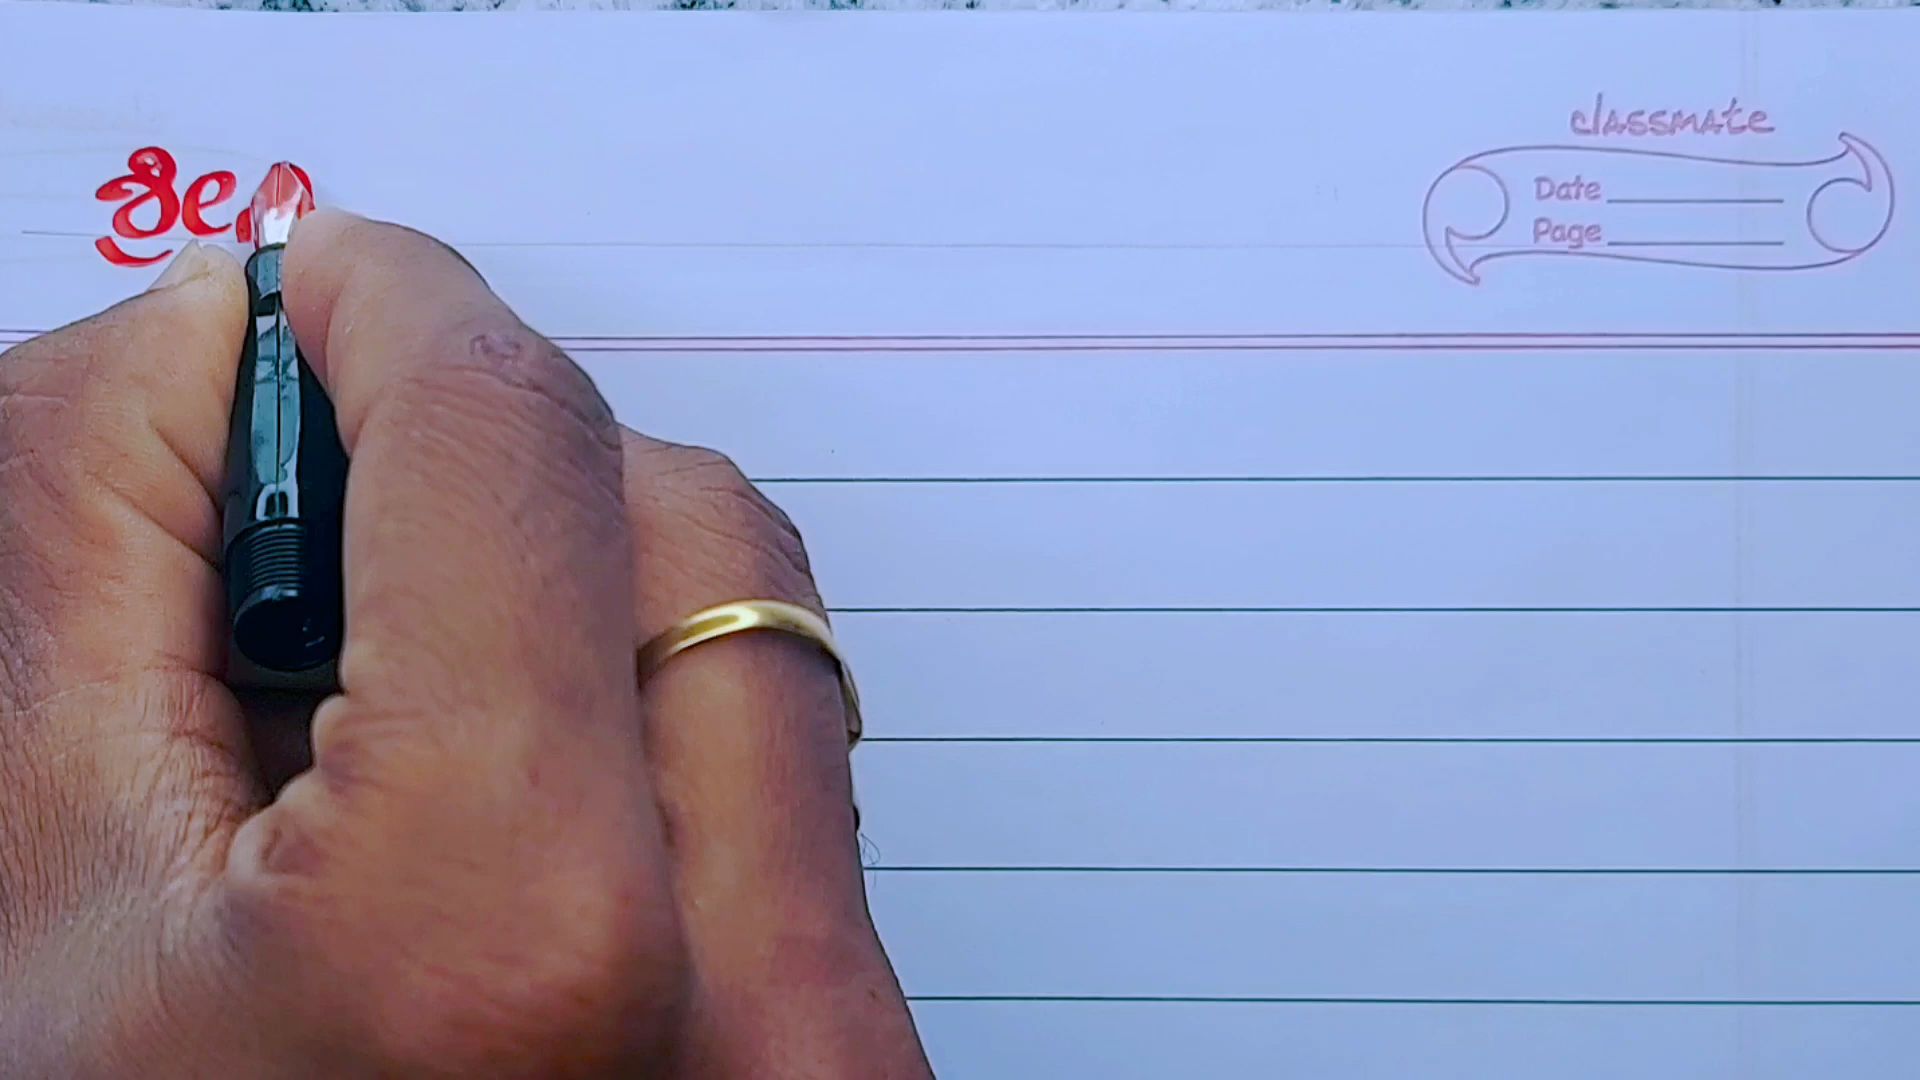 ಶ್ರೀ
classmate
Date
Page